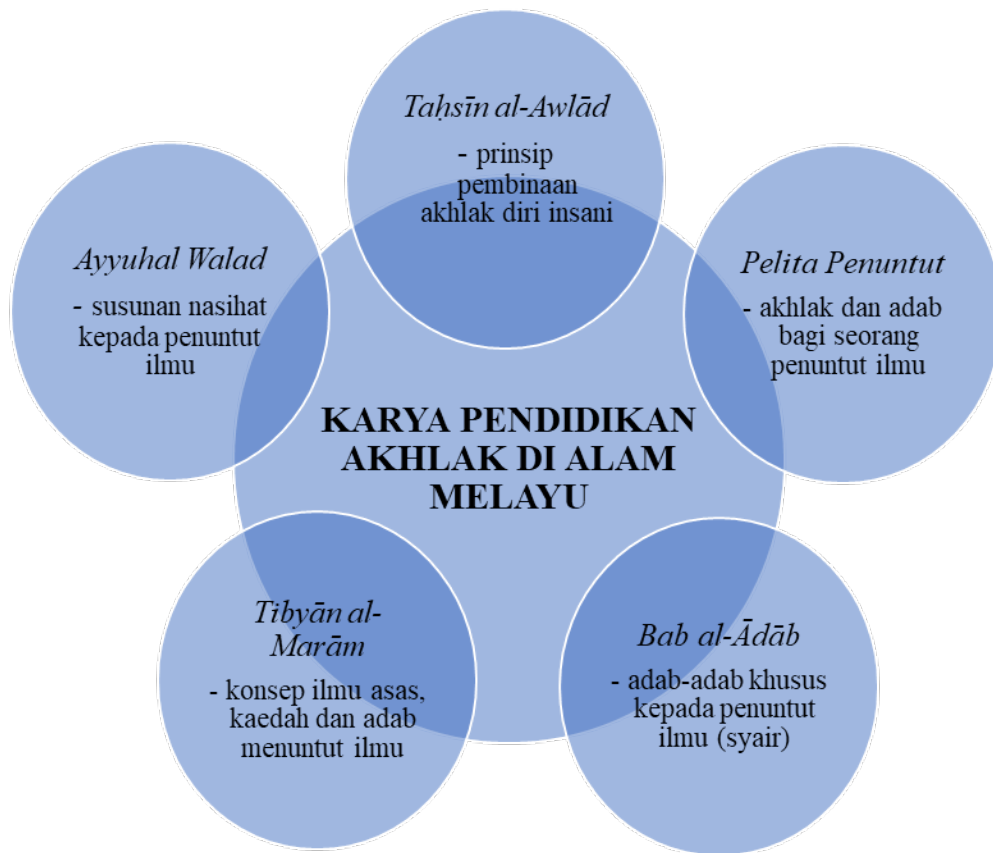 Taḥsīn al-Awlād
- prinsip
pembinaan
akhlak diri insani
Ayyuhal Walad
- susunan nasihat
kepada penuntut
ilmu
Pelita Penuntut
- akhlak dan adab
bagi seorang
penuntut ilmu
KARYA PENDIDIKAN
AKHLAK DI ALAM
MELAYU
Tibyān al-
Marām
- konsep ilmu asas,
kaedah dan adab
menuntut ilmu
Bab al-Ādāb
- adab-adab khusus
kepada penuntut
ilmu (syair)